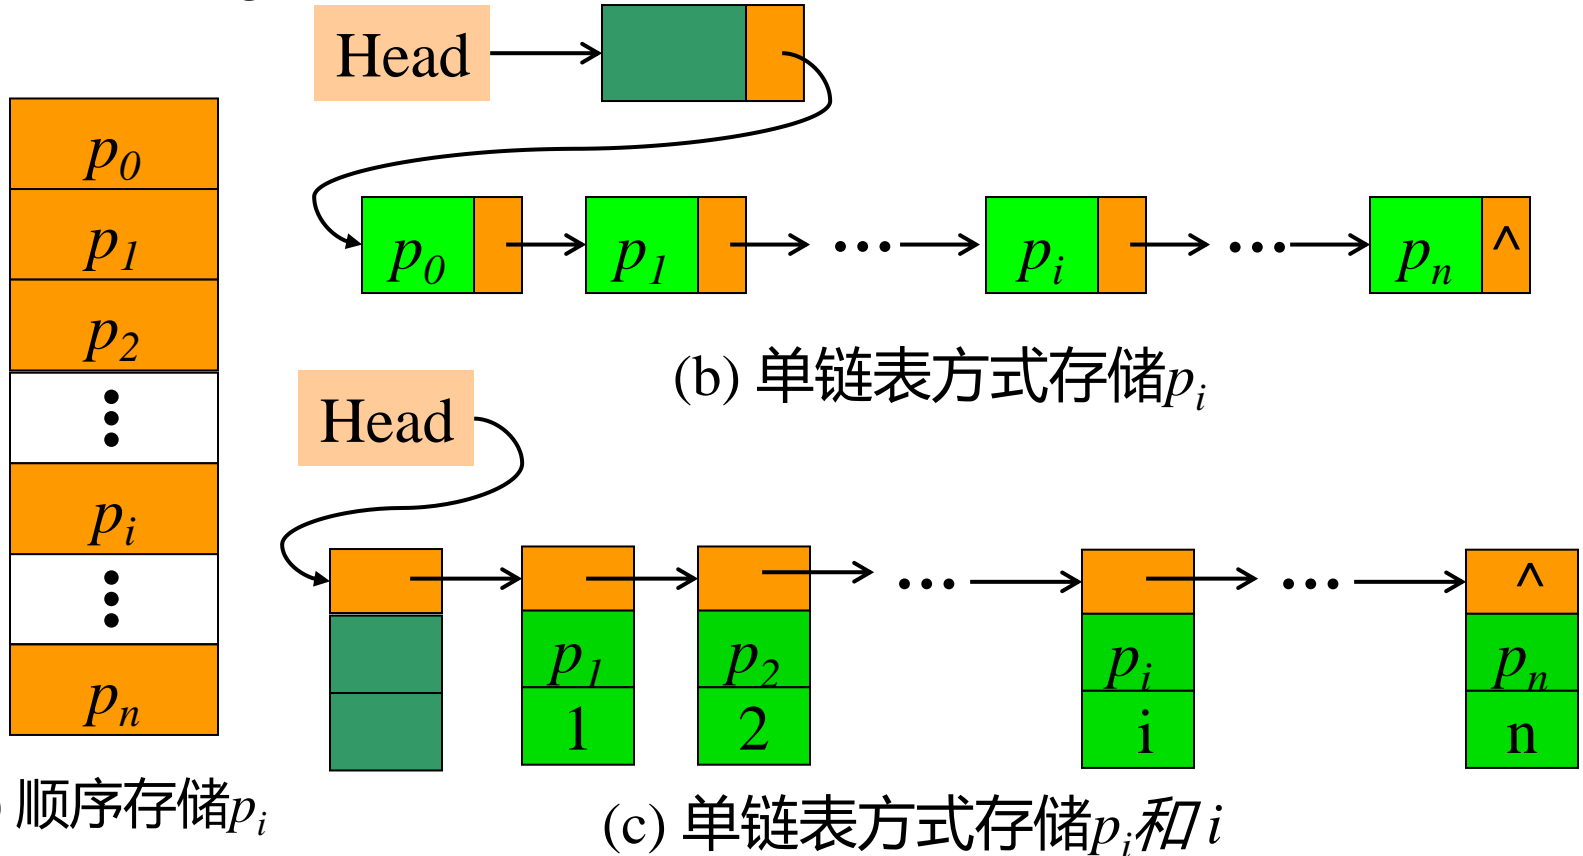 Head
p0
p1
p2
pi
pn
p0 p1 … pi … pn ^
(b) 单链表方式存储pi
Head
… … ^
p1 p2 pi pn
1 2 i n
) 顺序存储pi
(c) 单链表方式存储pi和 i